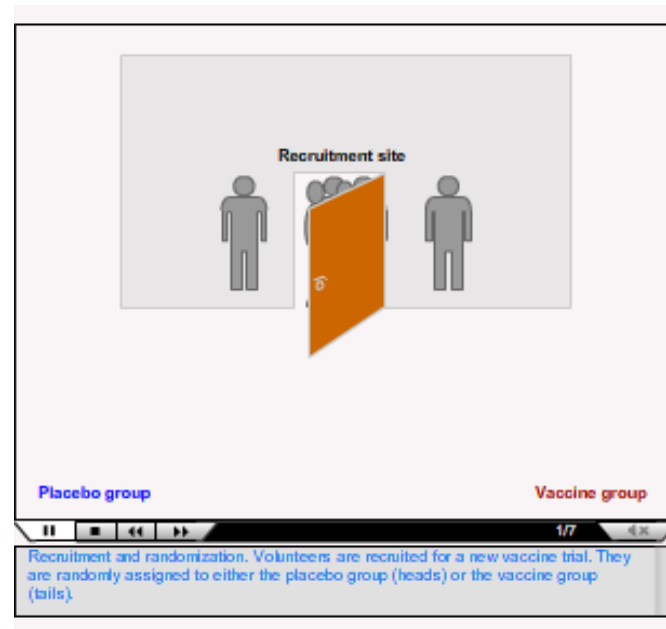 Recruitment site
Placebo group
Vaccine group
1/7
Recruitment and randomization. Volunteers are recruited for a new vaccine trial. They
are randomly assigned to either the placebo group (heads) or the vaccine group
(tails).